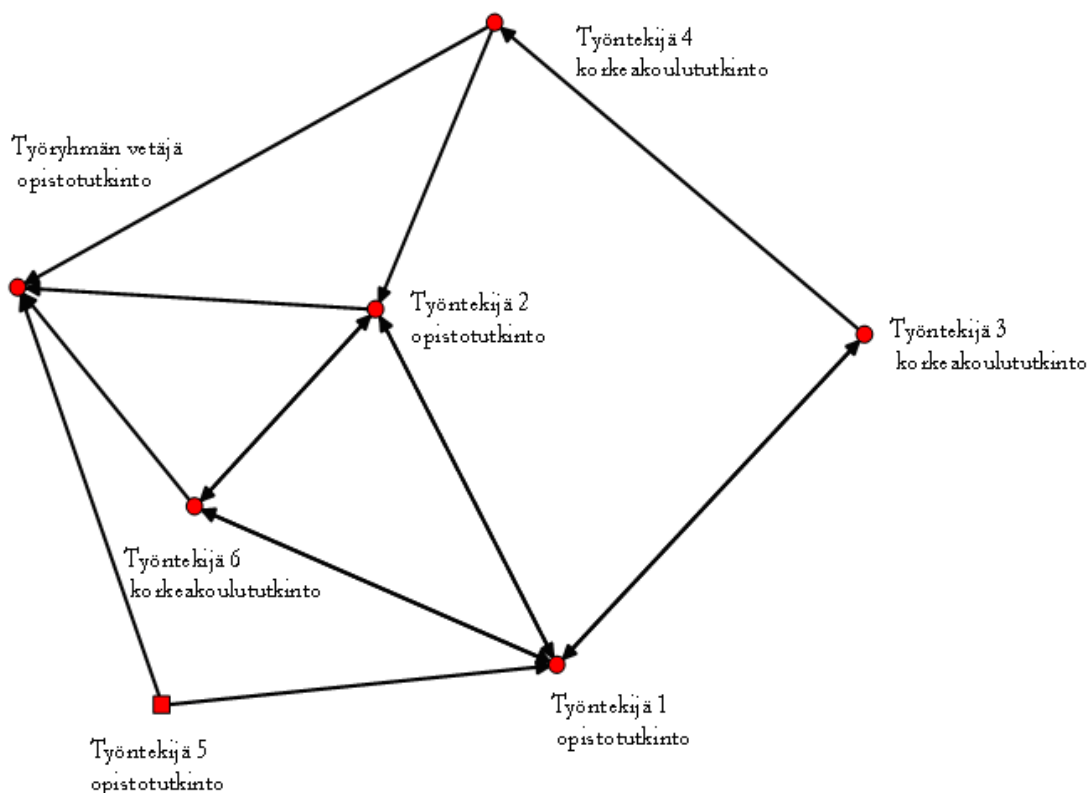 Työntekijä 4
korkeakoulututkinto
Työryhmän vetäjä
opistotutkinto
Työntekijä 2
opistotutkinto
Työntekijä 3
korkeakoulututkinto
Työntekijä 6
korkeakoulututkinto
Työntekijä 1
opistotutkinto
Työntekijä 5
opistotutkinto